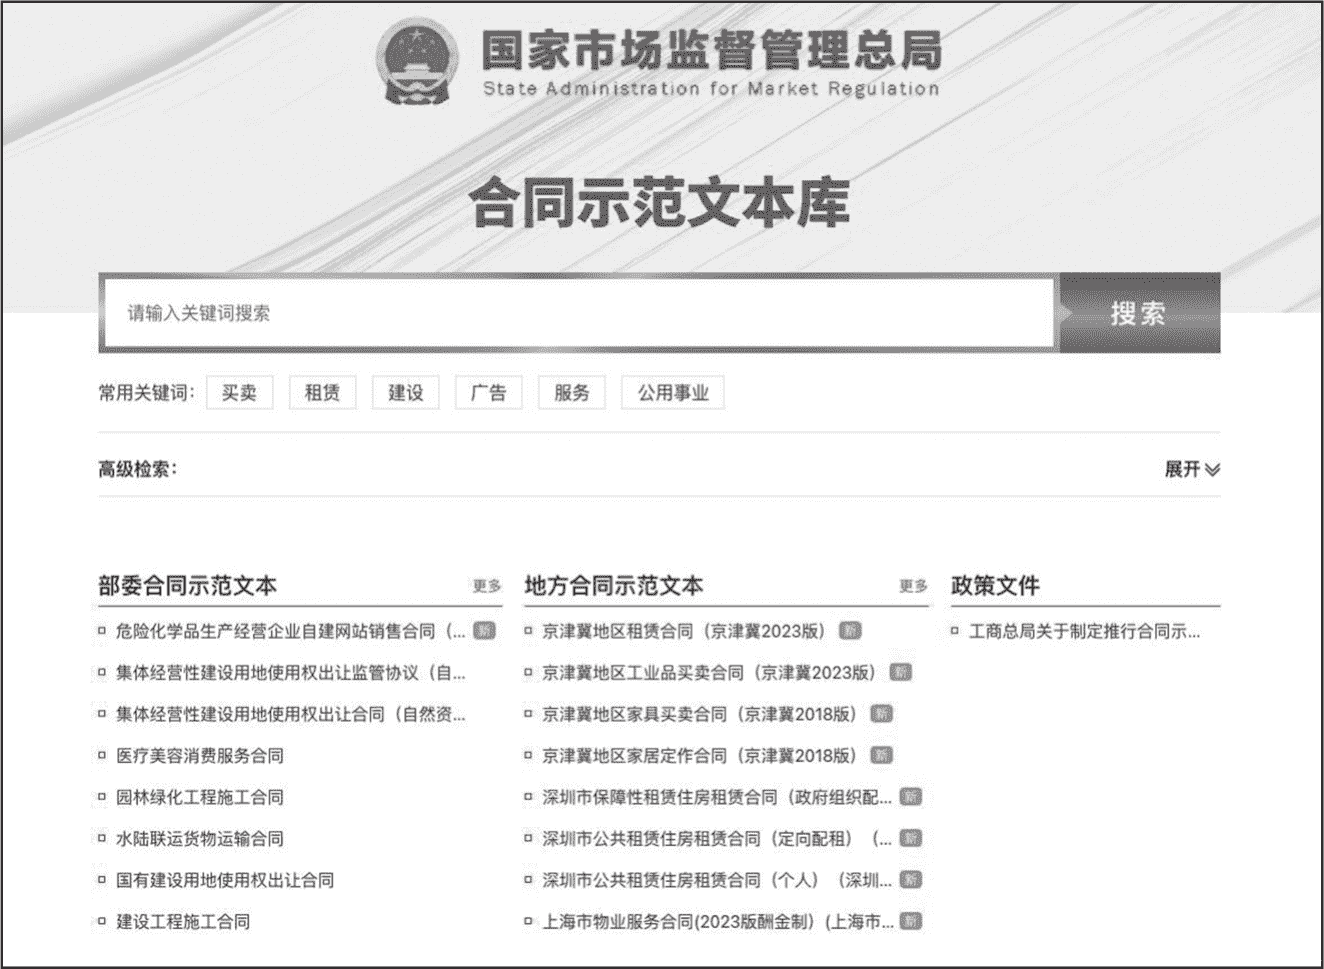 国家市场监督管理总局
State Administration for Market Regulation
合同示范文本库
请输入关键词搜索
搜索
常用关键词: 买卖 租赁 建设 广告 服务 公用事业
高级检索:
展开
部委合同示范文本 更多
危险化学品生产经营企业自建网站销售合同（... 新
集体经营性建设用地使用权出让监管协议（自...
集体经营性建设用地使用权出让合同（自然资...
医疗美容消费服务合同
园林绿化工程施工合同
水陆联运货物运输合同
国有建设用地使用权出让合同
建设工程施工合同
地方合同示范文本 更多
京津冀地区租赁合同（京津冀2023版） 新
京津冀地区工业品买卖合同（京津冀2023版） 新
京津冀地区家具买卖合同（京津冀2018版） 新
京津冀地区家居定作合同（京津冀2018版） 新
深圳市保障性租赁住房租赁合同（政府组织配... 新
深圳市公共租赁住房租赁合同（定向配租）（... 新
深圳市公共租赁住房租赁合同（个人）（深圳... 新
上海市物业服务合同(2023版酬金制）(上海市... 新
政策文件
工商总局关于制定推行合同示...